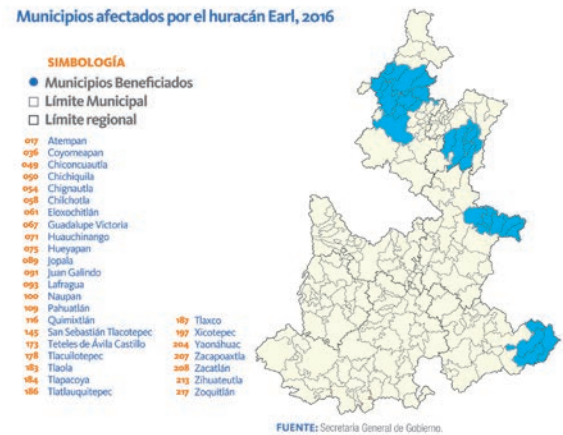 Municipios afectados por el huracán Earl, 2016
SIMBOLOGÍA
Municipios Beneficiados
Límite Municipal
Límite regional
017 Atempan
036 Coyomeapan
049 Chiconcuautla
050 Chichiquila
054 Chignautla
058 Chilchotla
061 Eloxochitlán
067 Guadalupe Victoria
071 Huauchinango
075 Hueyapan
089 Jopala
091 Juan Galindo
093 Lafragua
100 Naupan
109 Pahuatlán
116 Quimixtlán
145 San Sebastián Tlacotepec
173 Teteles de Ávila Castillo
178 Tlacuilotepec
183 Tlaola
184 Tlapacoya
186 Tlatlauquitepec
187 Tlaxco
197 Xicotepec
204 Yaonáhuac
207 Zacapoaxtla
208 Zacatlán
213 Zihuateutla
217 Zoquitlán
FUENTE: Secretaría General de Gobierno.